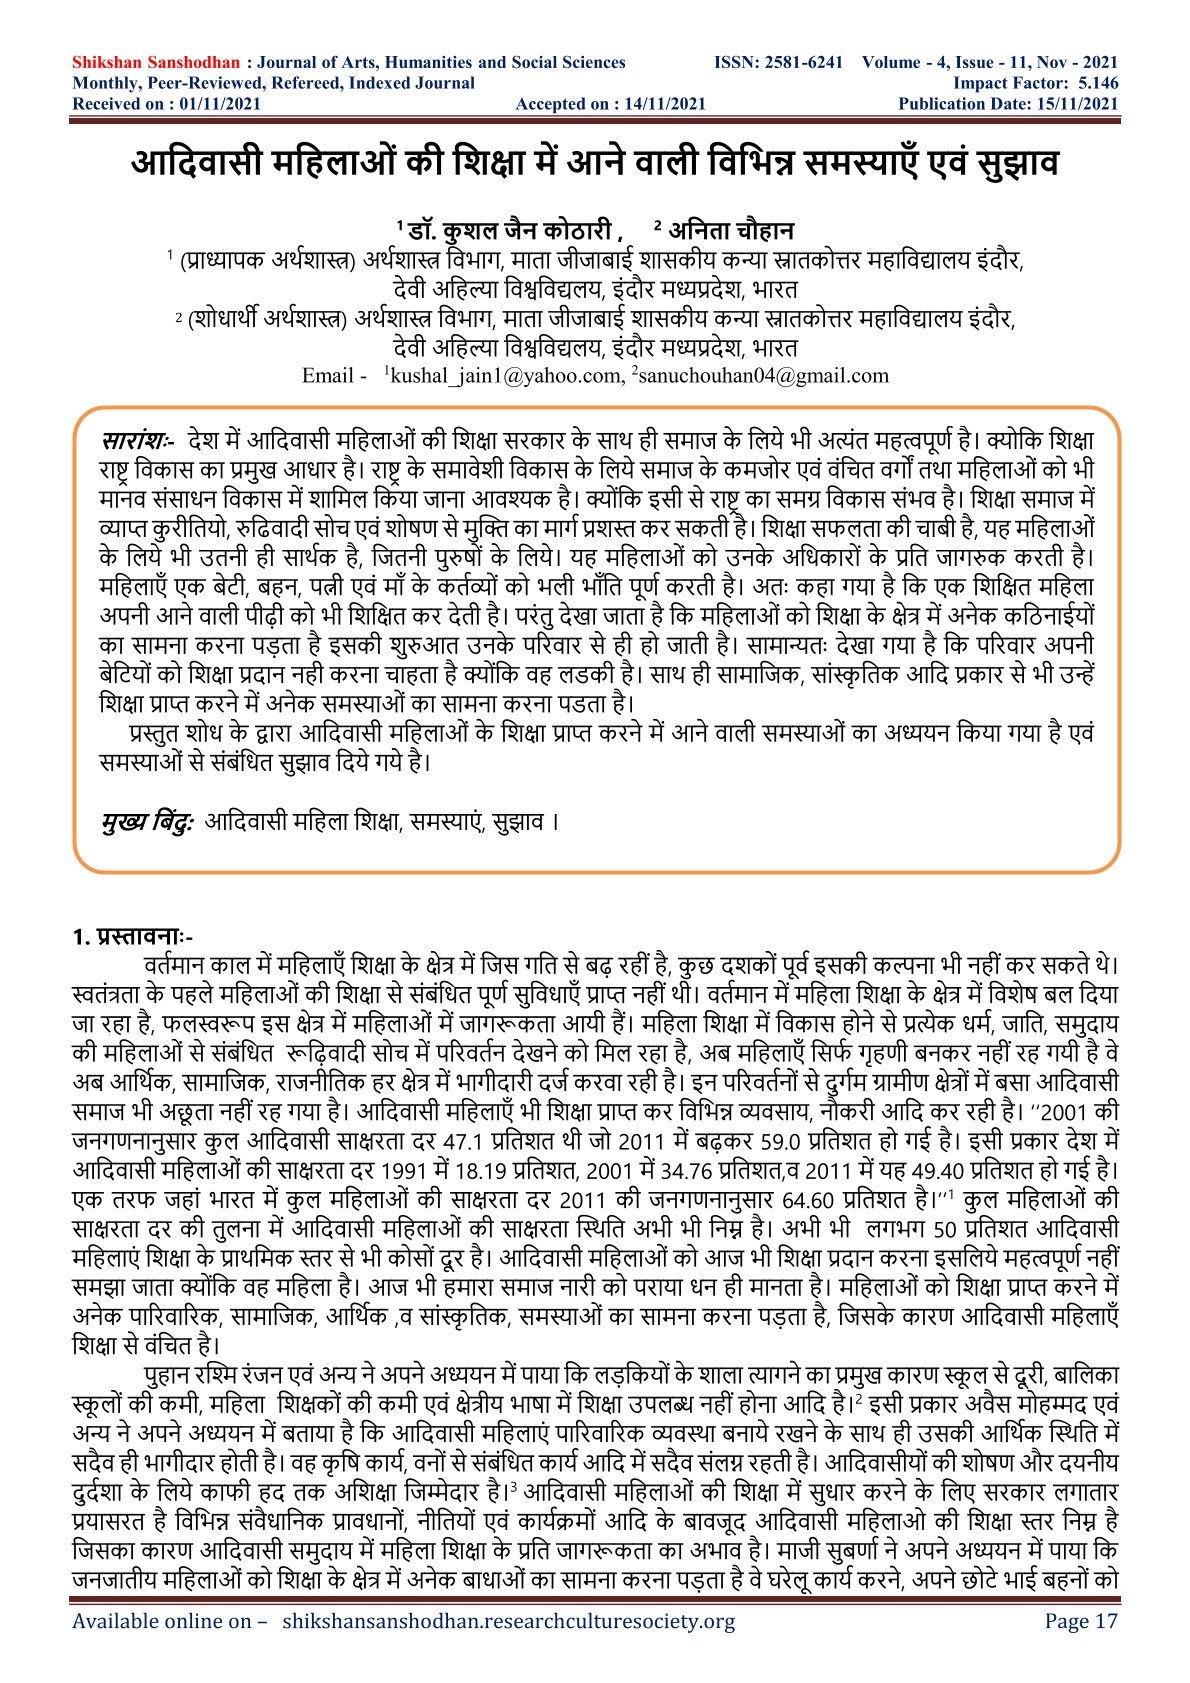 Shikshan Sanshodhan : Journal of Arts, Humanities and Social Sciences ISSN: 2581-6241 Volume - 4, Issue - 11, Nov - 2021
Monthly, Peer-Reviewed, Refereed, Indexed Journal Impact Factor: 5.146
Received on : 01/11/2021 Accepted on : 14/11/2021 Publication Date: 15/11/2021
आदिवासी महिलाओं की शिक्षा में आने वाली विभिन्न समस्याएँ एवं सुझाव
¹ डॉ. कुशल जैन कोठारी , ² अनिता चौहान
¹ (प्राध्यापक अर्थशास्त्र) अर्थशास्त्र विभाग, माता जीजाबाई शासकीय कन्या स्नातकोत्तर महाविद्यालय इंदौर,
देवी अहिल्या विश्वविद्यलय, इंदौर मध्यप्रदेश, भारत
² (शोधार्थी अर्थशास्त्र) अर्थशास्त्र विभाग, माता जीजाबाई शासकीय कन्या स्नातकोत्तर महाविद्यालय इंदौर,
देवी अहिल्या विश्वविद्यलय, इंदौर मध्यप्रदेश, भारत
Email - ¹kushal_jain1@yahoo.com, ²sanuchouhan04@gmail.com
सारांशः- देश में आदिवासी महिलाओं की शिक्षा सरकार के साथ ही समाज के लिये भी अत्यंत महत्वपूर्ण है। क्योकि शिक्षा
राष्ट्र विकास का प्रमुख आधार है। राष्ट्र के समावेशी विकास के लिये समाज के कमजोर एवं वंचित वर्गों तथा महिलाओं को भी
मानव संसाधन विकास में शामिल किया जाना आवश्यक है। क्योंकि इसी से राष्ट्र का समग्र विकास संभव है। शिक्षा समाज में
व्याप्त कुरीतियो, रुढिवादी सोच एवं शोषण से मुक्ति का मार्ग प्रशस्त कर सकती है। शिक्षा सफलता की चाबी है, यह महिलाओं
के लिये भी उतनी ही सार्थक है, जितनी पुरुषों के लिये। यह महिलाओं को उनके अधिकारों के प्रति जागरुक करती है।
महिलाएँ एक बेटी, बहन, पत्नी एवं माँ के कर्तव्यों को भली भाँति पूर्ण करती है। अतः कहा गया है कि एक शिक्षित महिला
अपनी आने वाली पीढ़ी को भी शिक्षित कर देती है। परंतु देखा जाता है कि महिलाओं को शिक्षा के क्षेत्र में अनेक कठिनाईयों
का सामना करना पड़ता है इसकी शुरुआत उनके परिवार से ही हो जाती है। सामान्यतः देखा गया है कि परिवार अपनी
बेटियों को शिक्षा प्रदान नही करना चाहता है क्योंकि वह लडकी है। साथ ही सामाजिक, सांस्कृतिक आदि प्रकार से भी उन्हें
शिक्षा प्राप्त करने में अनेक समस्याओं का सामना करना पडता है।
प्रस्तुत शोध के द्वारा आदिवासी महिलाओं के शिक्षा प्राप्त करने में आने वाली समस्याओं का अध्ययन किया गया है एवं
समस्याओं से संबंधित सुझाव दिये गये है।
मुख्य बिंदु: आदिवासी महिला शिक्षा, समस्याएं, सुझाव ।
1. प्रस्तावनाः-
वर्तमान काल में महिलाएँ शिक्षा के क्षेत्र में जिस गति से बढ़ रहीं है, कुछ दशकों पूर्व इसकी कल्पना भी नहीं कर सकते थे।
स्वतंत्रता के पहले महिलाओं की शिक्षा से संबंधित पूर्ण सुविधाएँ प्राप्त नहीं थी। वर्तमान में महिला शिक्षा के क्षेत्र में विशेष बल दिया
जा रहा है, फलस्वरूप इस क्षेत्र में महिलाओं में जागरूकता आयी हैं। महिला शिक्षा में विकास होने से प्रत्येक धर्म, जाति, समुदाय
की महिलाओं से संबंधित रूढ़िवादी सोच में परिवर्तन देखने को मिल रहा है, अब महिलाएँ सिर्फ गृहणी बनकर नहीं रह गयी है वे
अब आर्थिक, सामाजिक, राजनीतिक हर क्षेत्र में भागीदारी दर्ज करवा रही है। इन परिवर्तनों से दुर्गम ग्रामीण क्षेत्रों में बसा आदिवासी
समाज भी अछूता नहीं रह गया है। आदिवासी महिलाएँ भी शिक्षा प्राप्त कर विभिन्न व्यवसाय, नौकरी आदि कर रही है। ‘‘2001 की
जनगणनानुसार कुल आदिवासी साक्षरता दर 47.1 प्रतिशत थी जो 2011 में बढ़कर 59.0 प्रतिशत हो गई है। इसी प्रकार देश में
आदिवासी महिलाओं की साक्षरता दर 1991 में 18.19 प्रतिशत, 2001 में 34.76 प्रतिशत,व 2011 में यह 49.40 प्रतिशत हो गई है।
एक तरफ जहां भारत में कुल महिलाओं की साक्षरता दर 2011 की जनगणनानुसार 64.60 प्रतिशत है।’’¹ कुल महिलाओं की
साक्षरता दर की तुलना में आदिवासी महिलाओं की साक्षरता स्थिति अभी भी निम्न है। अभी भी लगभग 50 प्रतिशत आदिवासी
महिलाएं शिक्षा के प्राथमिक स्तर से भी कोसों दूर है। आदिवासी महिलाओं को आज भी शिक्षा प्रदान करना इसलिये महत्वपूर्ण नहीं
समझा जाता क्योंकि वह महिला है। आज भी हमारा समाज नारी को पराया धन ही मानता है। महिलाओं को शिक्षा प्राप्त करने में
अनेक पारिवारिक, सामाजिक, आर्थिक ,व सांस्कृतिक, समस्याओं का सामना करना पड़ता है, जिसके कारण आदिवासी महिलाएँ
शिक्षा से वंचित है।
पुहान रश्मि रंजन एवं अन्य ने अपने अध्ययन में पाया कि लड़कियों के शाला त्यागने का प्रमुख कारण स्कूल से दूरी, बालिका
स्कूलों की कमी, महिला शिक्षकों की कमी एवं क्षेत्रीय भाषा में शिक्षा उपलब्ध नहीं होना आदि है।² इसी प्रकार अवैस मोहम्मद एवं
अन्य ने अपने अध्ययन में बताया है कि आदिवासी महिलाएं पारिवारिक व्यवस्था बनाये रखने के साथ ही उसकी आर्थिक स्थिति में
सदैव ही भागीदार होती है। वह कृषि कार्य, वनों से संबंधित कार्य आदि में सदैव संलग्न रहती है। आदिवासीयों की शोषण और दयनीय
दुर्दशा के लिये काफी हद तक अशिक्षा जिम्मेदार है।³ आदिवासी महिलाओं की शिक्षा में सुधार करने के लिए सरकार लगातार
प्रयासरत है विभिन्न संवैधानिक प्रावधानों, नीतियों एवं कार्यक्रमों आदि के बावजूद आदिवासी महिलाओ की शिक्षा स्तर निम्न है
जिसका कारण आदिवासी समुदाय में महिला शिक्षा के प्रति जागरूकता का अभाव है। माजी सुबर्णा ने अपने अध्ययन में पाया कि
जनजातीय महिलाओं को शिक्षा के क्षेत्र में अनेक बाधाओं का सामना करना पड़ता है वे घरेलू कार्य करने, अपने छोटे भाई बहनों को
Available online on – shikshansanshodhan.researchculturesociety.org Page 17